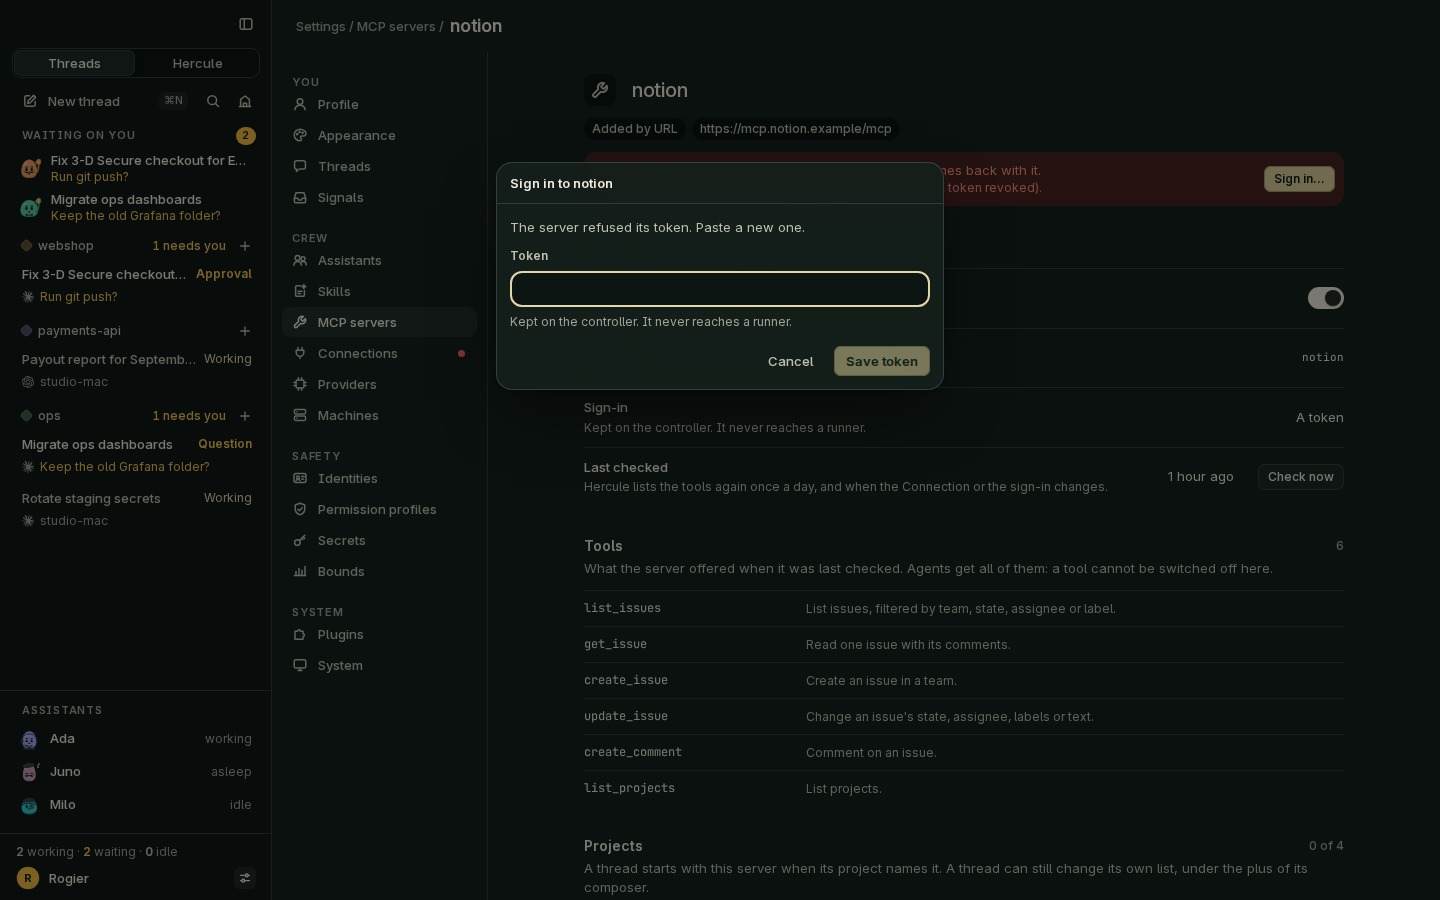 Threads
Hercule
New thread
⌘N
WAITING ON YOU
2
Fix 3-D Secure checkout for E...
Run git push?
Migrate ops dashboards
Keep the old Grafana folder?
webshop
1 needs you
Fix 3-D Secure checkout...
Approval
Run git push?
payments-api
Payout report for Septemb...
Working
studio-mac
ops
1 needs you
Migrate ops dashboards
Question
Keep the old Grafana folder?
Rotate staging secrets
Working
studio-mac
ASSISTANTS
Ada
working
Juno
asleep
Milo
idle
2 working · 2 waiting · 0 idle
R
Rogier
Settings / MCP servers / notion
YOU
Profile
Appearance
Threads
Signals
CREW
Assistants
Skills
MCP servers
Connections
Providers
Machines
SAFETY
Identities
Permission profiles
Secrets
Bounds
SYSTEM
Plugins
System
notion
Added by URL
https://mcp.notion.example/mcp
mes back with it.
token revoked).
Sign in...
Sign in to notion
The server refused its token. Paste a new one.
Token
Kept on the controller. It never reaches a runner.
Cancel
Save token
notion
Sign-in
Kept on the controller. It never reaches a runner.
A token
Last checked
Hercule lists the tools again once a day, and when the Connection or the sign-in changes.
1 hour ago
Check now
Tools
6
What the server offered when it was last checked. Agents get all of them: a tool cannot be switched off here.
list_issues
List issues, filtered by team, state, assignee or label.
get_issue
Read one issue with its comments.
create_issue
Create an issue in a team.
update_issue
Change an issue's state, assignee, labels or text.
create_comment
Comment on an issue.
list_projects
List projects.
Projects
0 of 4
A thread starts with this server when its project names it. A thread can still change its own list, under the plus of its
composer.